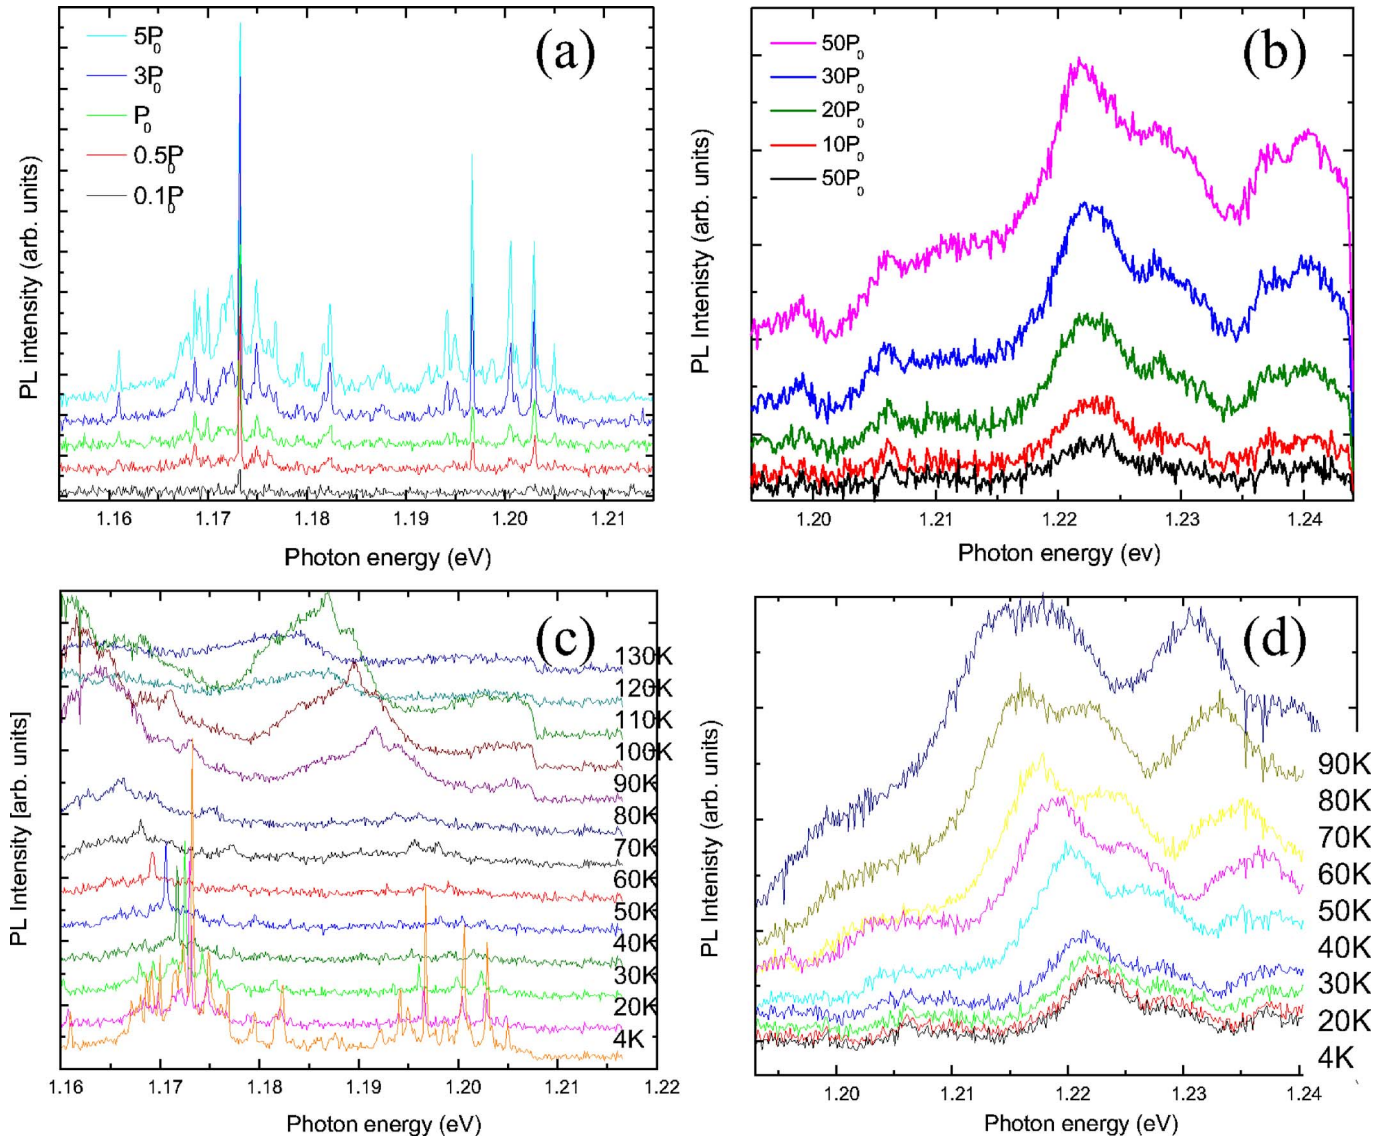 5P0
3P0
P0
0.5P0
0.1P0
(a)
PL intensity (arb. units)
1.16 1.17 1.18 1.19 1.20 1.21
Photon energy (eV)
50P0
30P0
20P0
10P0
50P0
(b)
PL Intenisty (arb. units)
1.20 1.21 1.22 1.23 1.24
Photon energy (ev)
(c)
130K
120K
110K
100K
90K
80K
70K
60K
50K
40K
30K
20K
4K
PL Intensity [arb. units]
1.16 1.17 1.18 1.19 1.20 1.21 1.22
Photon energy (eV)
(d)
90K
80K
70K
60K
50K
40K
30K
20K
4K
PL Intenisty (arb. units)
1.20 1.21 1.22 1.23 1.24
Photon energy (eV)